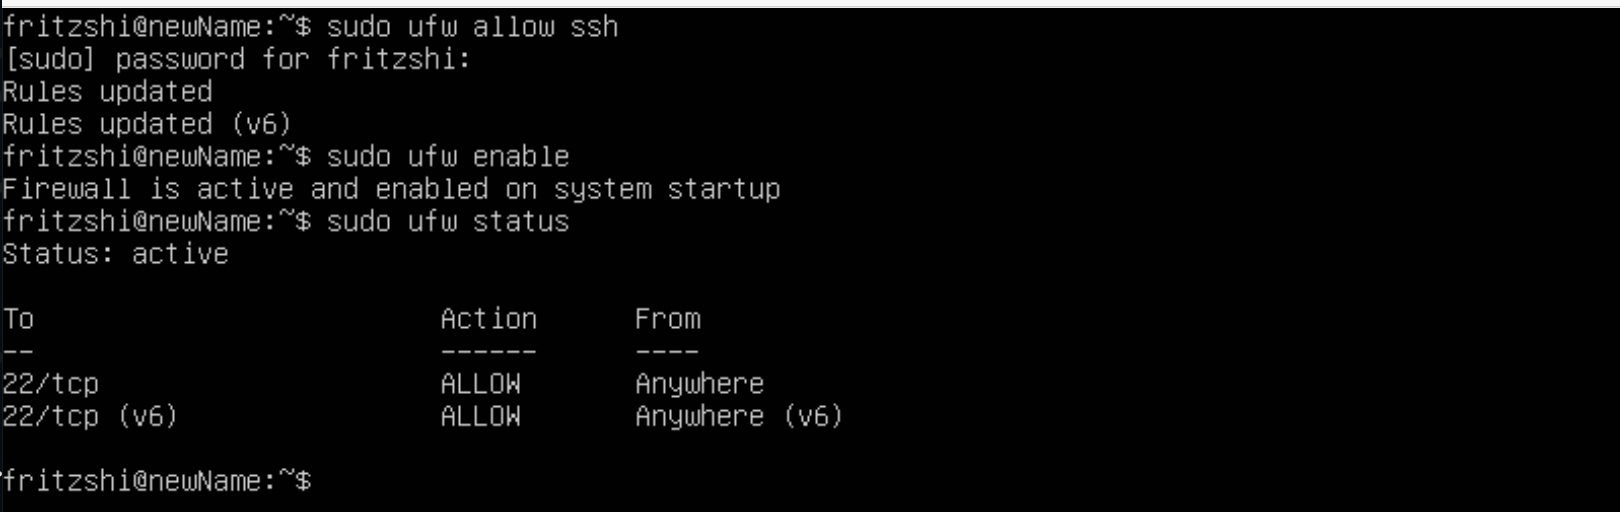 fritzshi@newName:~$ sudo ufw allow ssh
[sudo] password for fritzshi:
Rules updated
Rules updated (v6)
fritzshi@newName:~$ sudo ufw enable
Firewall is active and enabled on system startup
fritzshi@newName:~$ sudo ufw status
Status: active
To                         Action      From
--                         ------      ----
22/tcp                     ALLOW       Anywhere
22/tcp (v6)                ALLOW       Anywhere (v6)
fritzshi@newName:~$